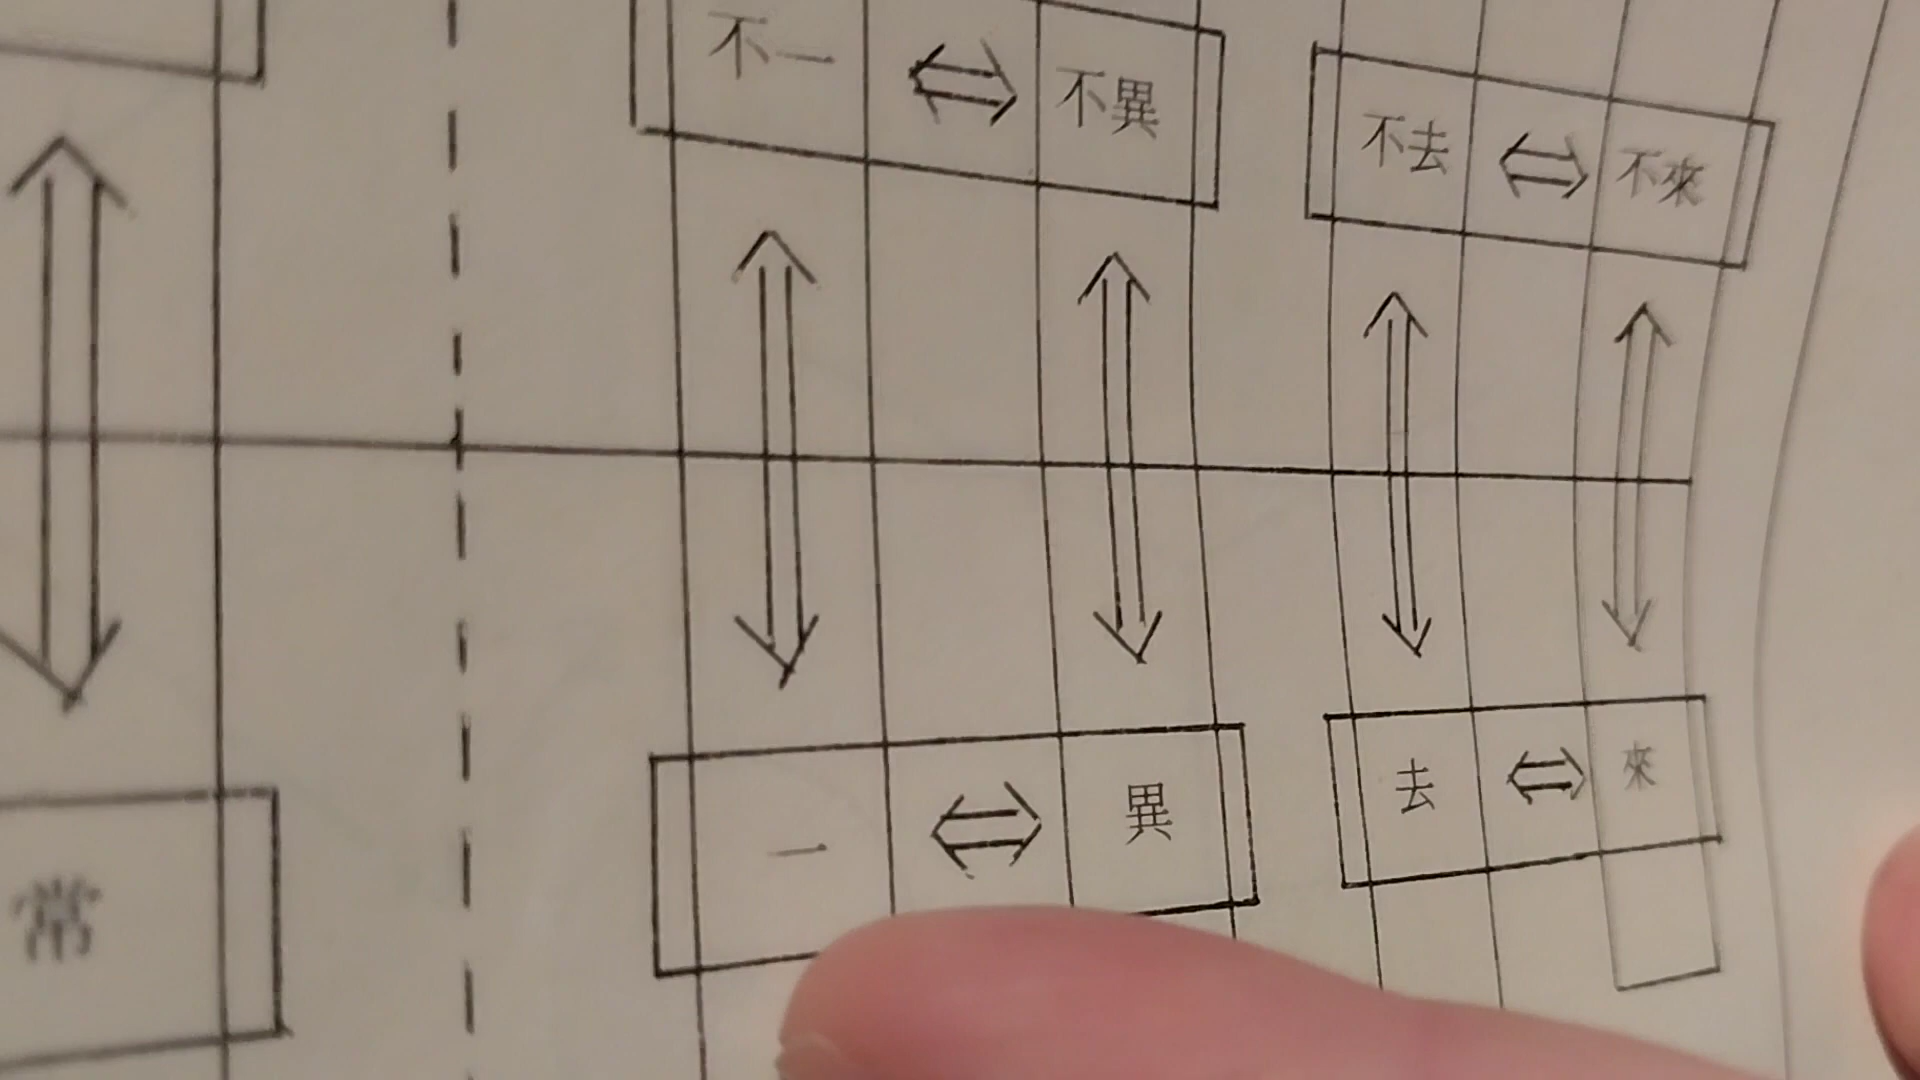 不一 ⇔ 不異
不去 ⇔ 不來
一 ⇔ 異
去 ⇔ 來
常